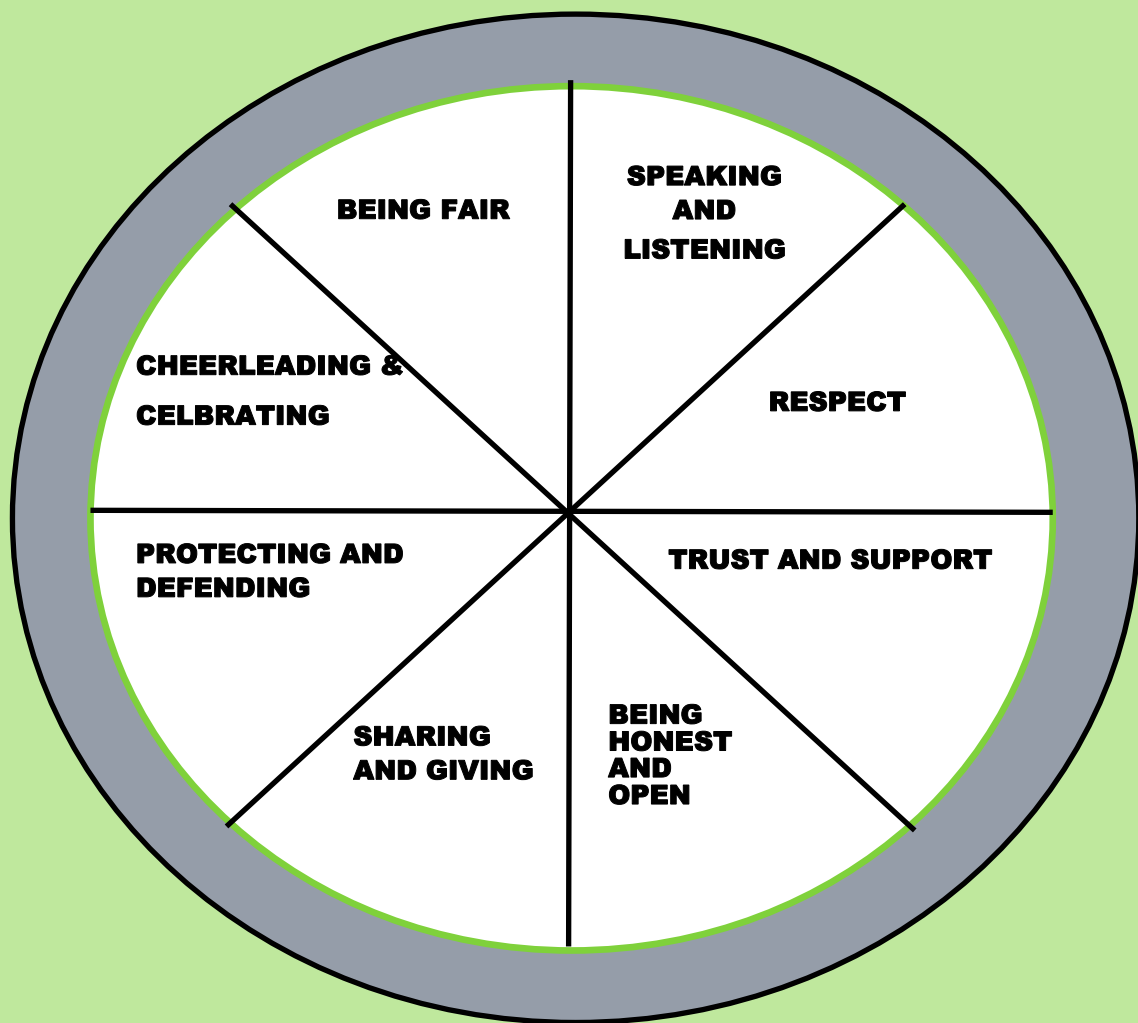 BEING FAIR
SPEAKING
AND
LISTENING
CHEERLEADING &
CELBRATING
RESPECT
PROTECTING AND
DEFENDING
TRUST AND SUPPORT
SHARING
AND GIVING
BEING
HONEST
AND
OPEN